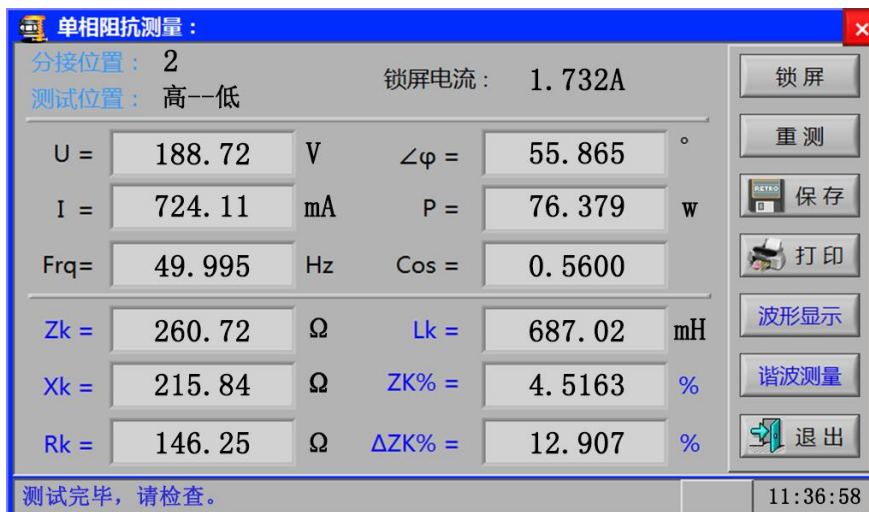 单相阻抗测量：
分接位置： 2
锁屏电流： 1.732A
测试位置： 高--低
U = 188.72 V ∠φ = 55.865 °
I = 724.11 mA P = 76.379 W
Frq= 49.995 Hz Cos = 0.5600
Zk = 260.72 Ω Lk = 687.02 mH
Xk = 215.84 Ω ZK% = 4.5163 %
Rk = 146.25 Ω ΔZK% = 12.907 %
锁屏
重测
RETRO
保存
打印
波形显示
谐波测量
退出
测试完毕，请检查。 11:36:58